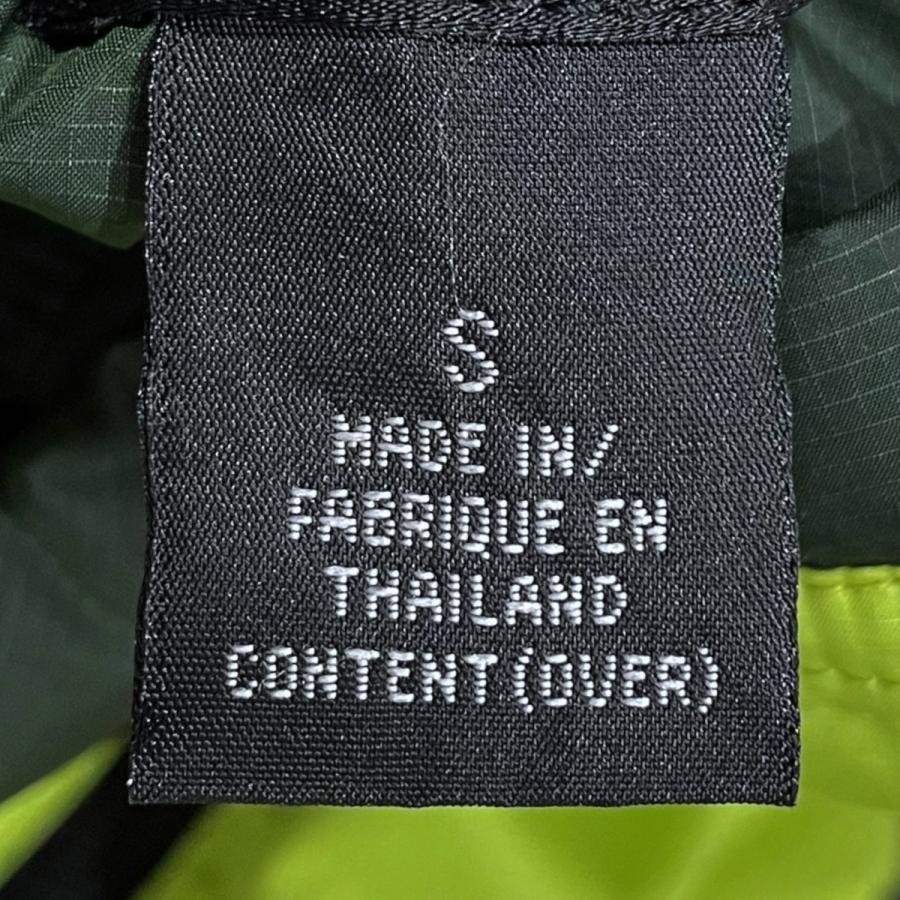 S
MADE IN/
FABRIQUE EN
THAILAND
CONTENT(OVER)